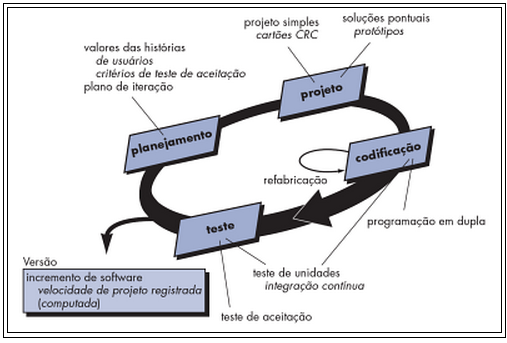 projeto simples
cartões CRC
soluções pontuais
protótipos
valores das histórias
de usuários
critérios de teste de aceitação
plano de iteração
projeto
planejamento
codificação
refabricação
programação em dupla
teste
teste de unidades
integração contínua
teste de aceitação
Versão
incremento de software
velocidade de projeto registrada
(computada)